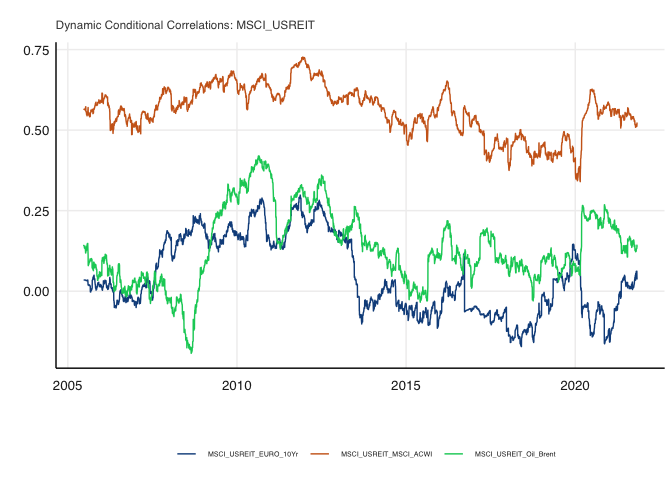 Dynamic Conditional Correlations: MSCI_USREIT
0.75
0.50
0.25
0.00
2005 2010 2015 2020
MSCI_USREIT_EURO_10Yr MSCI_USREIT_MSCI_ACWI MSCI_USREIT_Oil_Brent